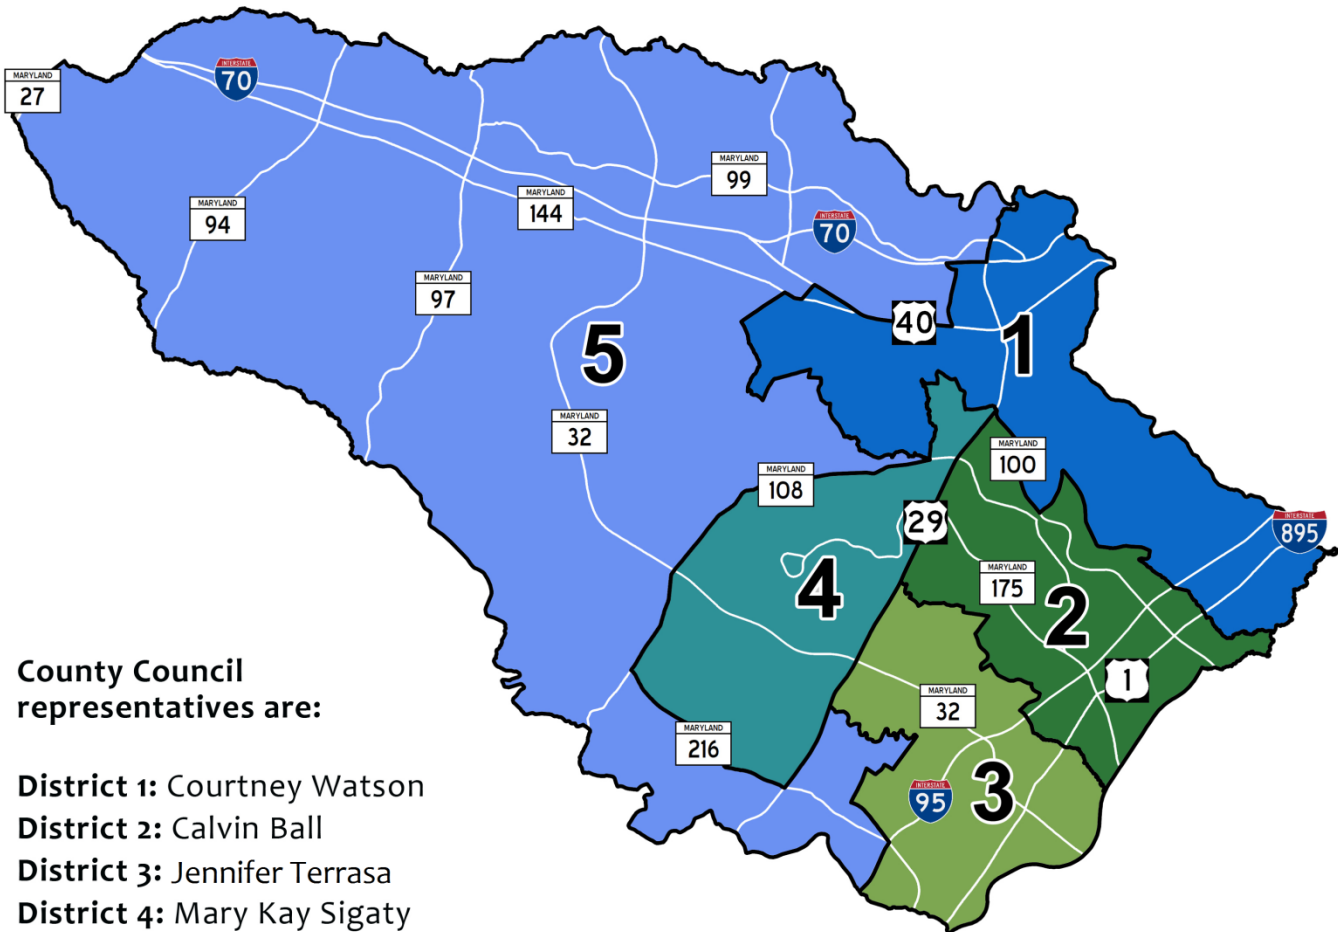 MARYLAND
27
INTERSTATE
70
MARYLAND
94
MARYLAND
97
MARYLAND
144
MARYLAND
99
INTERSTATE
70
40
1
5
MARYLAND
32
MARYLAND
108
MARYLAND
100
29
INTERSTATE
895
4
MARYLAND
175
2
1
MARYLAND
32
MARYLAND
216
INTERSTATE
95
3
County Council
representatives are:
District 1: Courtney Watson
District 2: Calvin Ball
District 3: Jennifer Terrasa
District 4: Mary Kay Sigaty